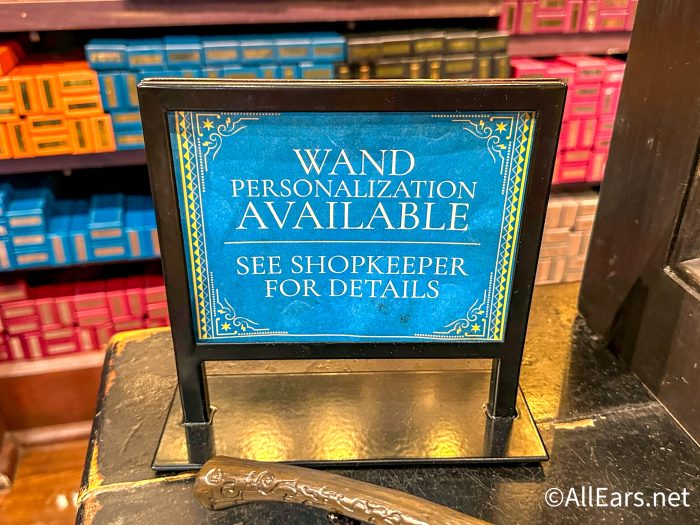 WAND
PERSONALIZATION
AVAILABLE
SEE SHOPKEEPER
FOR DETAILS
©AllEars.net